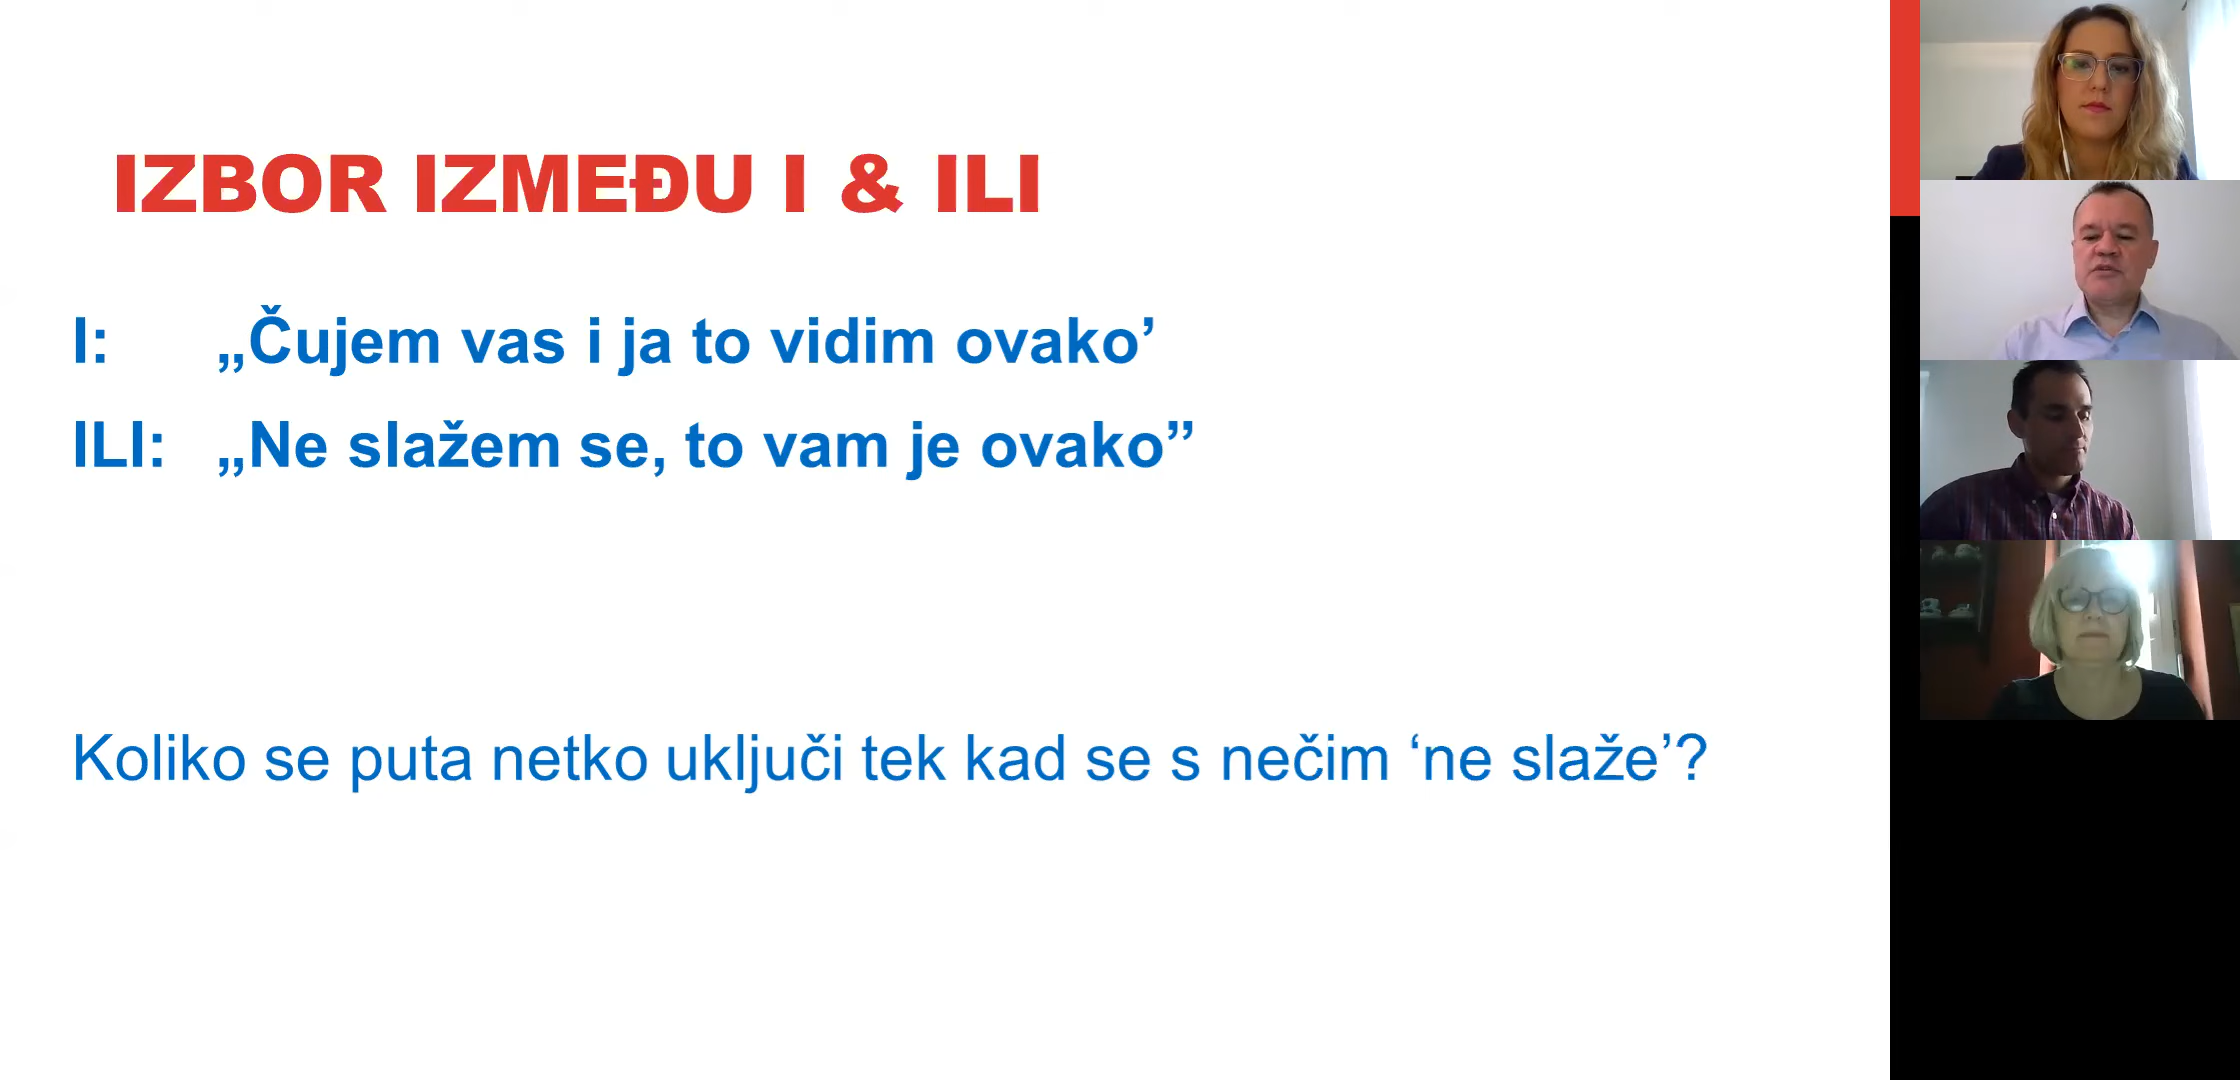 IZBOR IZMEĐU I & ILI
I: „Čujem vas i ja to vidim ovako’
ILI: „Ne slažem se, to vam je ovako”
Koliko se puta netko uključi tek kad se s nečim ‘ne slaže’?